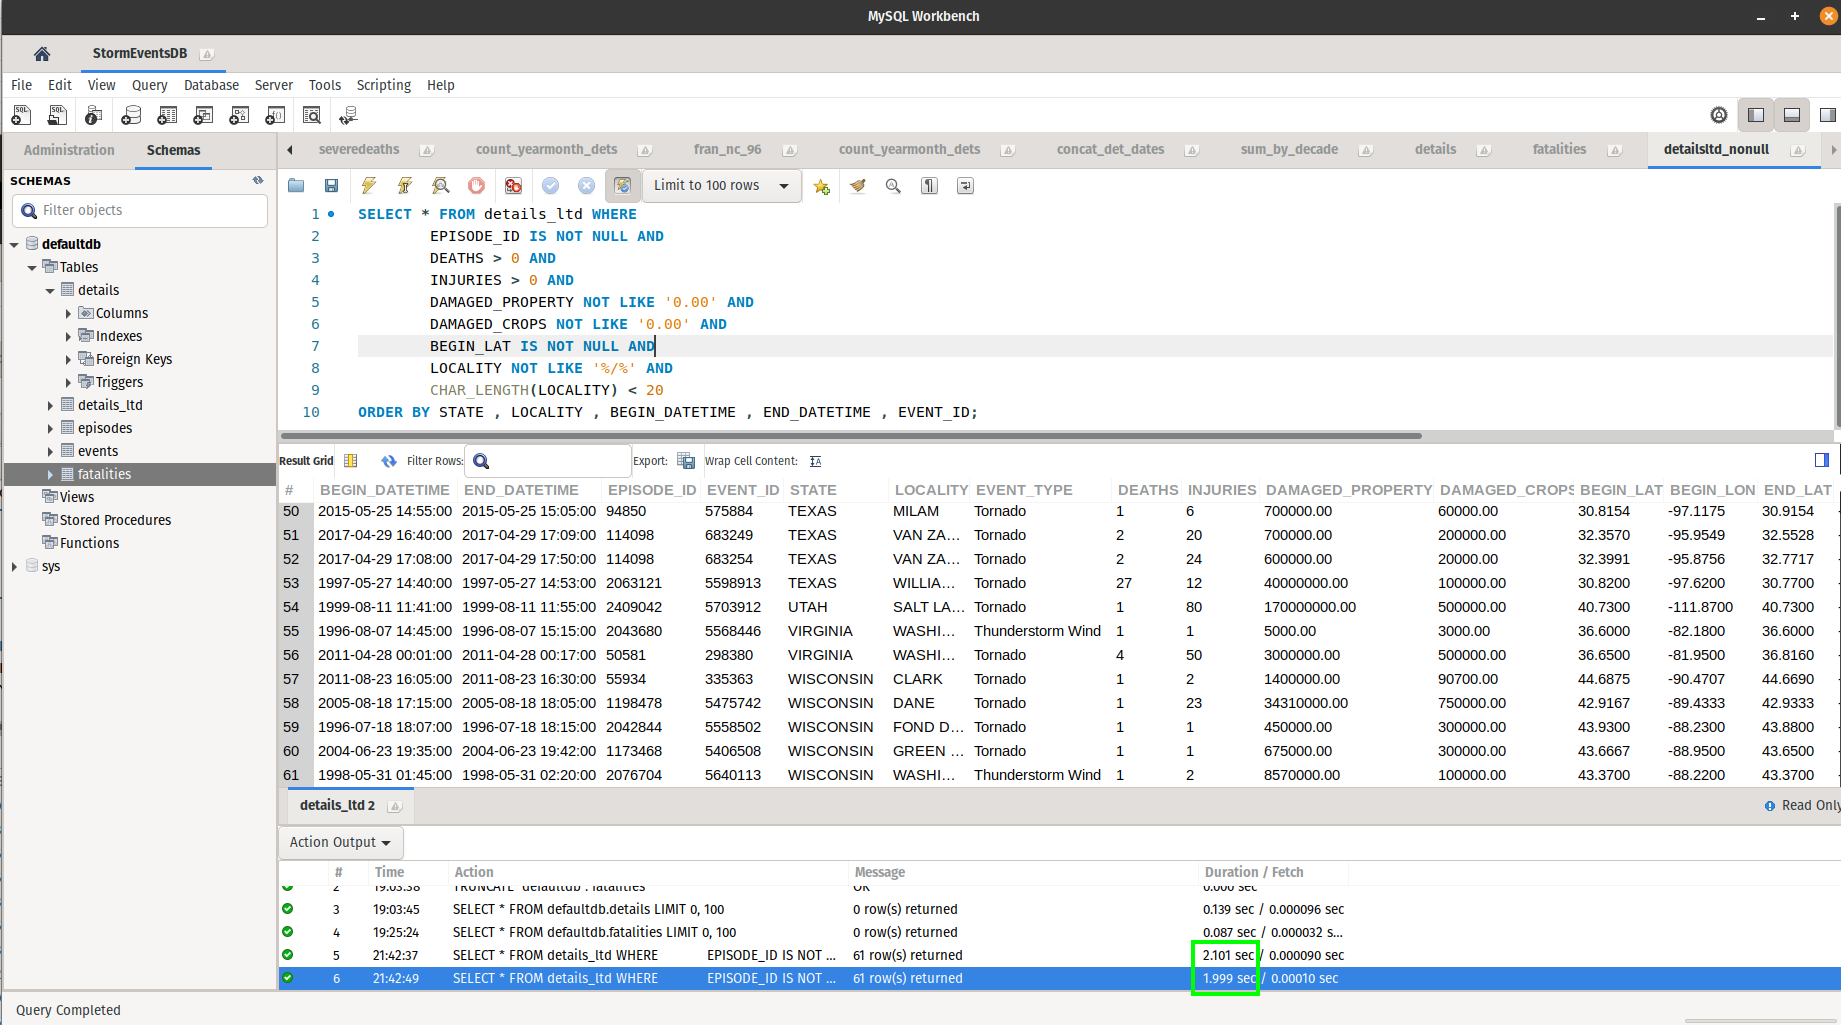 MySQL Workbench
StormEventsDB
File Edit View Query Database Server Tools Scripting Help
Administration Schemas
severedeaths count_yearmonth_dets fran_nc_96 count_yearmonth_dets concat_det_dates sum_by_decade details fatalities detailsltd_nonull
SCHEMAS
Filter objects
defaultdb
Tables
details
Columns
Indexes
Foreign Keys
Triggers
details_ltd
episodes
events
fatalities
Views
Stored Procedures
Functions
sys
Limit to 100 rows
1 SELECT * FROM details_ltd WHERE
2 EPISODE_ID IS NOT NULL AND
3 DEATHS > 0 AND
4 INJURIES > 0 AND
5 DAMAGED_PROPERTY NOT LIKE '0.00' AND
6 DAMAGED_CROPS NOT LIKE '0.00' AND
7 BEGIN_LAT IS NOT NULL AND
8 LOCALITY NOT LIKE '%/%' AND
9 CHAR_LENGTH(LOCALITY) < 20
10 ORDER BY STATE , LOCALITY , BEGIN_DATETIME , END_DATETIME , EVENT_ID;
Result Grid Filter Rows: Export: Wrap Cell Content:
# BEGIN_DATETIME END_DATETIME EPISODE_ID EVENT_ID STATE LOCALITY EVENT_TYPE DEATHS INJURIES DAMAGED_PROPERTY DAMAGED_CROPS BEGIN_LAT BEGIN_LON END_LAT
50 2015-05-25 14:55:00 2015-05-25 15:05:00 94850 575884 TEXAS MILAM Tornado 1 6 700000.00 60000.00 30.8154 -97.1175 30.9154
51 2017-04-29 16:40:00 2017-04-29 17:09:00 114098 683249 TEXAS VAN ZA... Tornado 2 20 700000.00 200000.00 32.3570 -95.9549 32.5528
52 2017-04-29 17:08:00 2017-04-29 17:50:00 114098 683254 TEXAS VAN ZA... Tornado 2 24 600000.00 20000.00 32.3991 -95.8756 32.7717
53 1997-05-27 14:40:00 1997-05-27 14:53:00 2063121 5598913 TEXAS WILLIA... Tornado 27 12 40000000.00 100000.00 30.8200 -97.6200 30.7700
54 1999-08-11 11:41:00 1999-08-11 11:55:00 2409042 5703912 UTAH SALT LA... Tornado 1 80 170000000.00 500000.00 40.7300 -111.8700 40.7300
55 1996-08-07 14:45:00 1996-08-07 15:15:00 2043680 5568446 VIRGINIA WASHI... Thunderstorm Wind 1 1 5000.00 3000.00 36.6000 -82.1800 36.6000
56 2011-04-28 00:01:00 2011-04-28 00:17:00 50581 298380 VIRGINIA WASHI... Tornado 4 50 3000000.00 500000.00 36.6500 -81.9500 36.8160
57 2011-08-23 16:05:00 2011-08-23 16:30:00 55934 335363 WISCONSIN CLARK Tornado 1 2 1400000.00 90700.00 44.6875 -90.4707 44.6690
58 2005-08-18 17:15:00 2005-08-18 18:05:00 1198478 5475742 WISCONSIN DANE Tornado 1 23 34310000.00 750000.00 42.9167 -89.4333 42.9333
59 1996-07-18 18:07:00 1996-07-18 18:15:00 2042844 5558502 WISCONSIN FOND D... Tornado 1 1 450000.00 300000.00 43.9300 -88.2300 43.8800
60 2004-06-23 19:35:00 2004-06-23 19:42:00 1173468 5406508 WISCONSIN GREEN ... Tornado 1 1 675000.00 300000.00 43.6667 -88.9500 43.6500
61 1998-05-31 01:45:00 1998-05-31 02:20:00 2076704 5640113 WISCONSIN WASHI... Thunderstorm Wind 1 2 8570000.00 100000.00 43.3700 -88.2200 43.3700
details_ltd 2 Read Only
Action Output
# Time Action Message Duration / Fetch
2 19:03:38 TRUNCATE defaultdb . fatalities OK 0.000 sec
3 19:03:45 SELECT * FROM defaultdb.details LIMIT 0, 100 0 row(s) returned 0.139 sec / 0.000096 sec
4 19:25:24 SELECT * FROM defaultdb.fatalities LIMIT 0, 100 0 row(s) returned 0.087 sec / 0.000032 s...
5 21:42:37 SELECT * FROM details_ltd WHERE EPISODE_ID IS NOT ... 61 row(s) returned 2.101 sec / 0.000090 sec
6 21:42:49 SELECT * FROM details_ltd WHERE EPISODE_ID IS NOT ... 61 row(s) returned 1.999 sec / 0.00010 sec
Query Completed